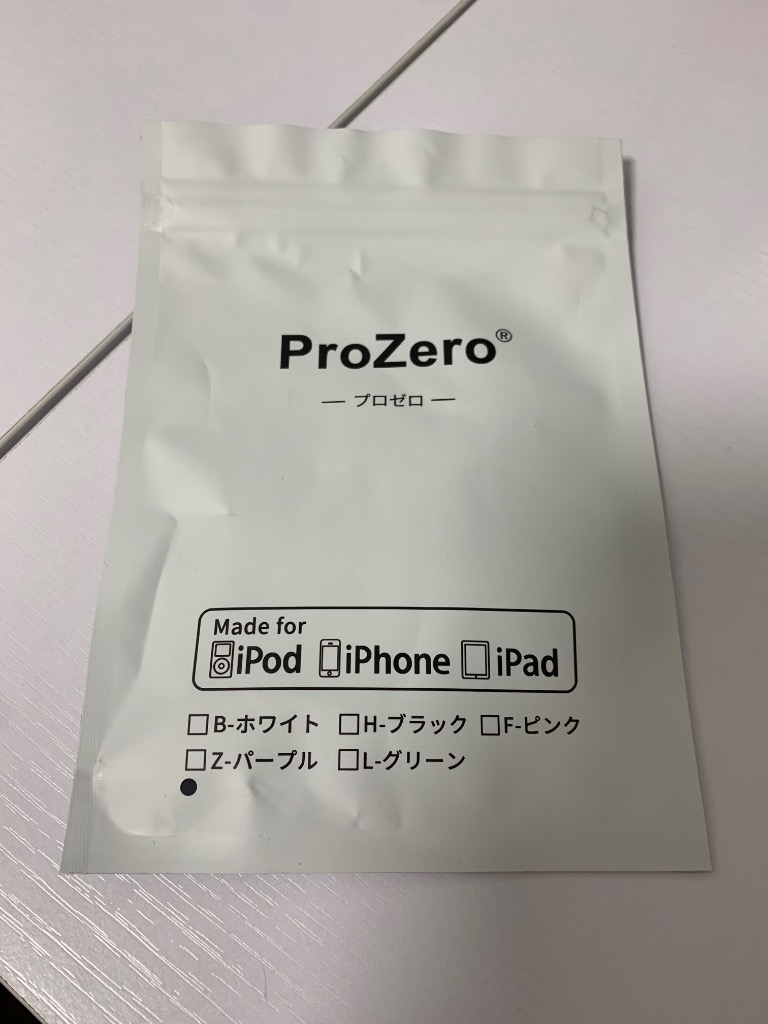 ProZero®
— プロゼロ —
Made for
iPod iPhone iPad
□B-ホワイト □H-ブラック □F-ピンク
□Z-パープル □L-グリーン